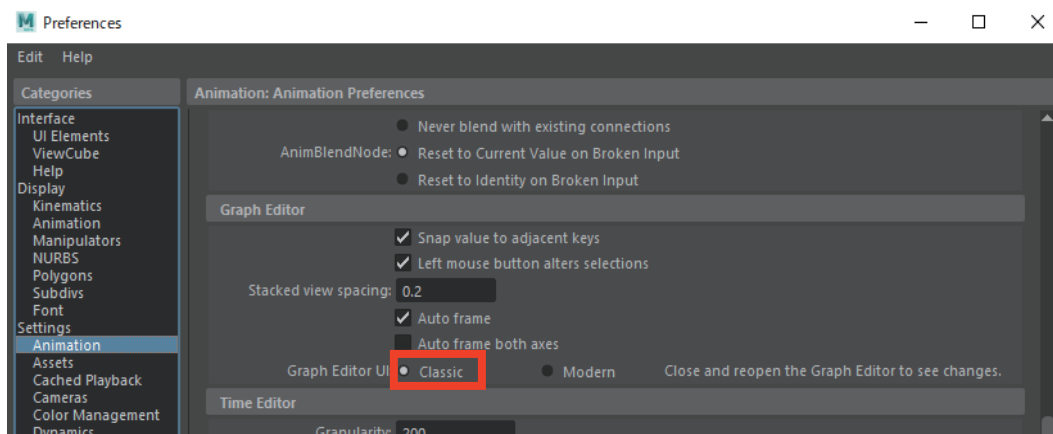 Preferences
Edit Help
Categories
Animation: Animation Preferences
Interface
UI Elements
ViewCube
Help
Display
Kinematics
Animation
Manipulators
NURBS
Polygons
Subdivs
Font
Settings
Animation
Assets
Cached Playback
Cameras
Color Management
Dynamics
Never blend with existing connections
AnimBlendNode: Reset to Current Value on Broken Input
Reset to Identity on Broken Input
Graph Editor
Snap value to adjacent keys
Left mouse button alters selections
Stacked view spacing: 0.2
Auto frame
Auto frame both axes
Graph Editor UI Classic Modern Close and reopen the Graph Editor to see changes.
Time Editor
Granularity: 200